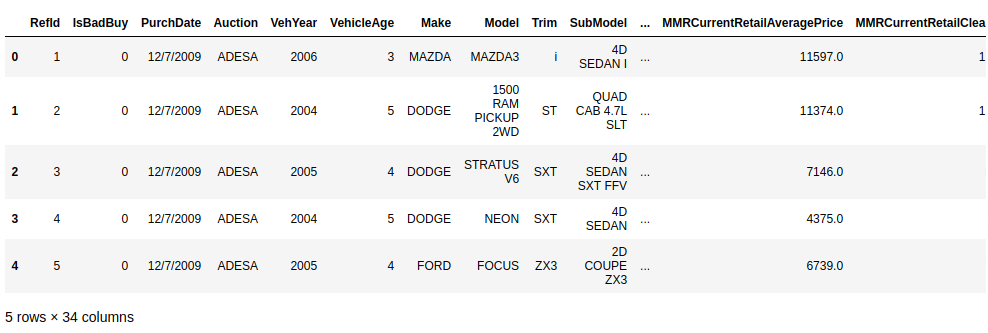 RefId IsBadBuy PurchDate Auction VehYear VehicleAge Make Model Trim SubModel ... MMRCurrentRetailAveragePrice MMRCurrentRetailClea
0 1 0 12/7/2009 ADESA 2006 3 MAZDA MAZDA3 i 4D SEDAN I ... 11597.0 1
1 2 0 12/7/2009 ADESA 2004 5 DODGE 1500 RAM PICKUP 2WD ST QUAD CAB 4.7L SLT ... 11374.0 1
2 3 0 12/7/2009 ADESA 2005 4 DODGE STRATUS V6 SXT 4D SEDAN SXT FFV ... 7146.0
3 4 0 12/7/2009 ADESA 2004 5 DODGE NEON SXT 4D SEDAN ... 4375.0
4 5 0 12/7/2009 ADESA 2005 4 FORD FOCUS ZX3 2D COUPE ZX3 ... 6739.0
5 rows × 34 columns